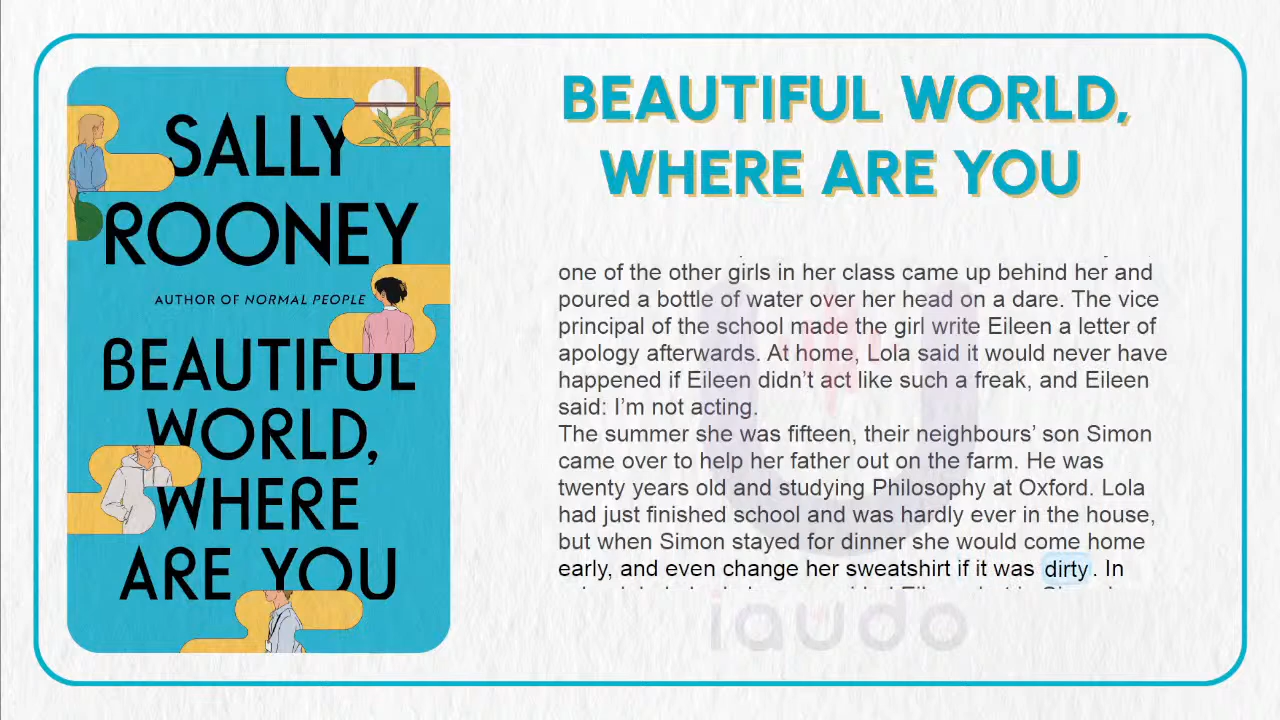 SALLY
ROONEY
AUTHOR OF NORMAL PEOPLE
BEAUTIFUL
WORLD,
WHERE
ARE YOU
BEAUTIFUL WORLD,
WHERE ARE YOU
one of the other girls in her class came up behind her and
poured a bottle of water over her head on a dare. The vice
principal of the school made the girl write Eileen a letter of
apology afterwards. At home, Lola said it would never have
happened if Eileen didn’t act like such a freak, and Eileen
said: I’m not acting.
The summer she was fifteen, their neighbours’ son Simon
came over to help her father out on the farm. He was
twenty years old and studying Philosophy at Oxford. Lola
had just finished school and was hardly ever in the house,
but when Simon stayed for dinner she would come home
early, and even change her sweatshirt if it was dirty. In
iaudo